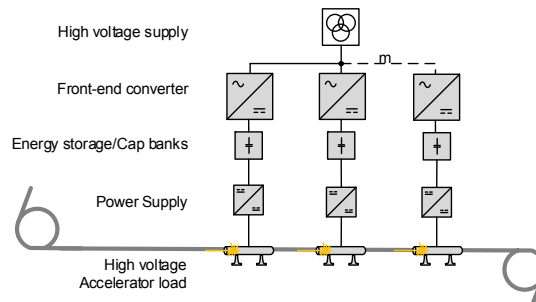 High voltage supply
m
Front-end converter
Energy storage/Cap banks
Power Supply
High voltage
Accelerator load